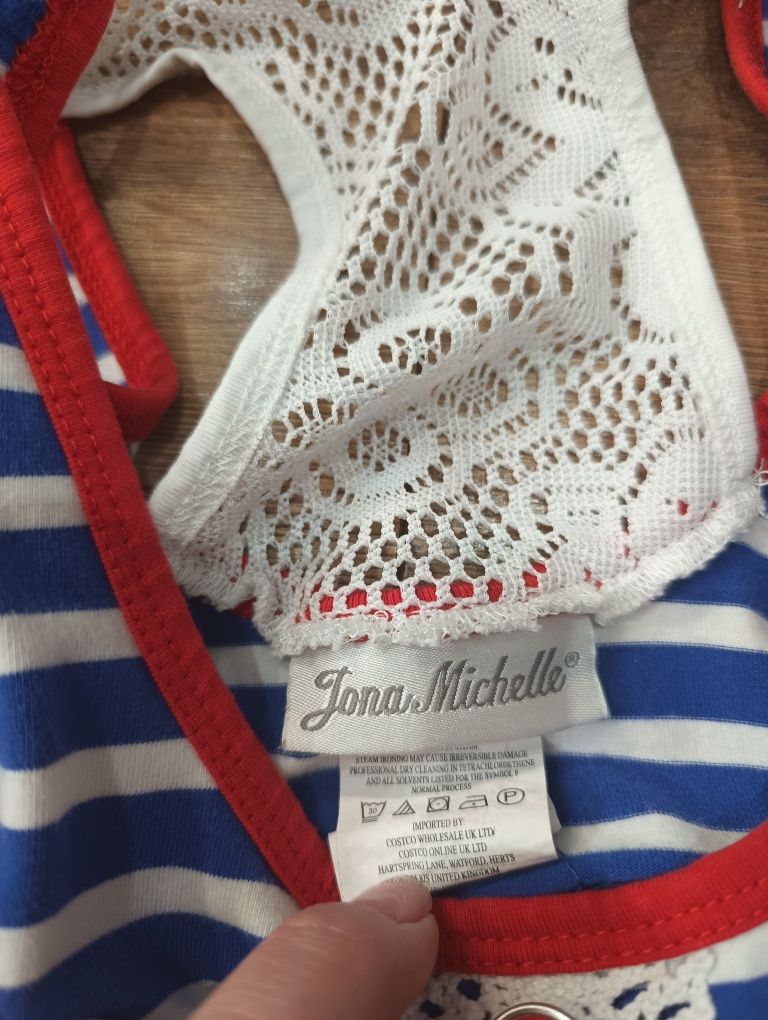 Jona Michelle®
STEAM IRONING MAY CAUSE IRREVERSIBLE DAMAGE
PROFESSIONAL DRY CLEANING IN TETRACHLOROETHENE
AND ALL SOLVENTS LISTED FOR THE SYMBOL F
NORMAL PROCESS
30 P
IMPORTED BY:
COSTCO WHOLESALE UK LTD/
COSTCO ONLINE UK LTD
HARTSPRING LANE, WATFORD, HERTS
UNITED KINGDOM